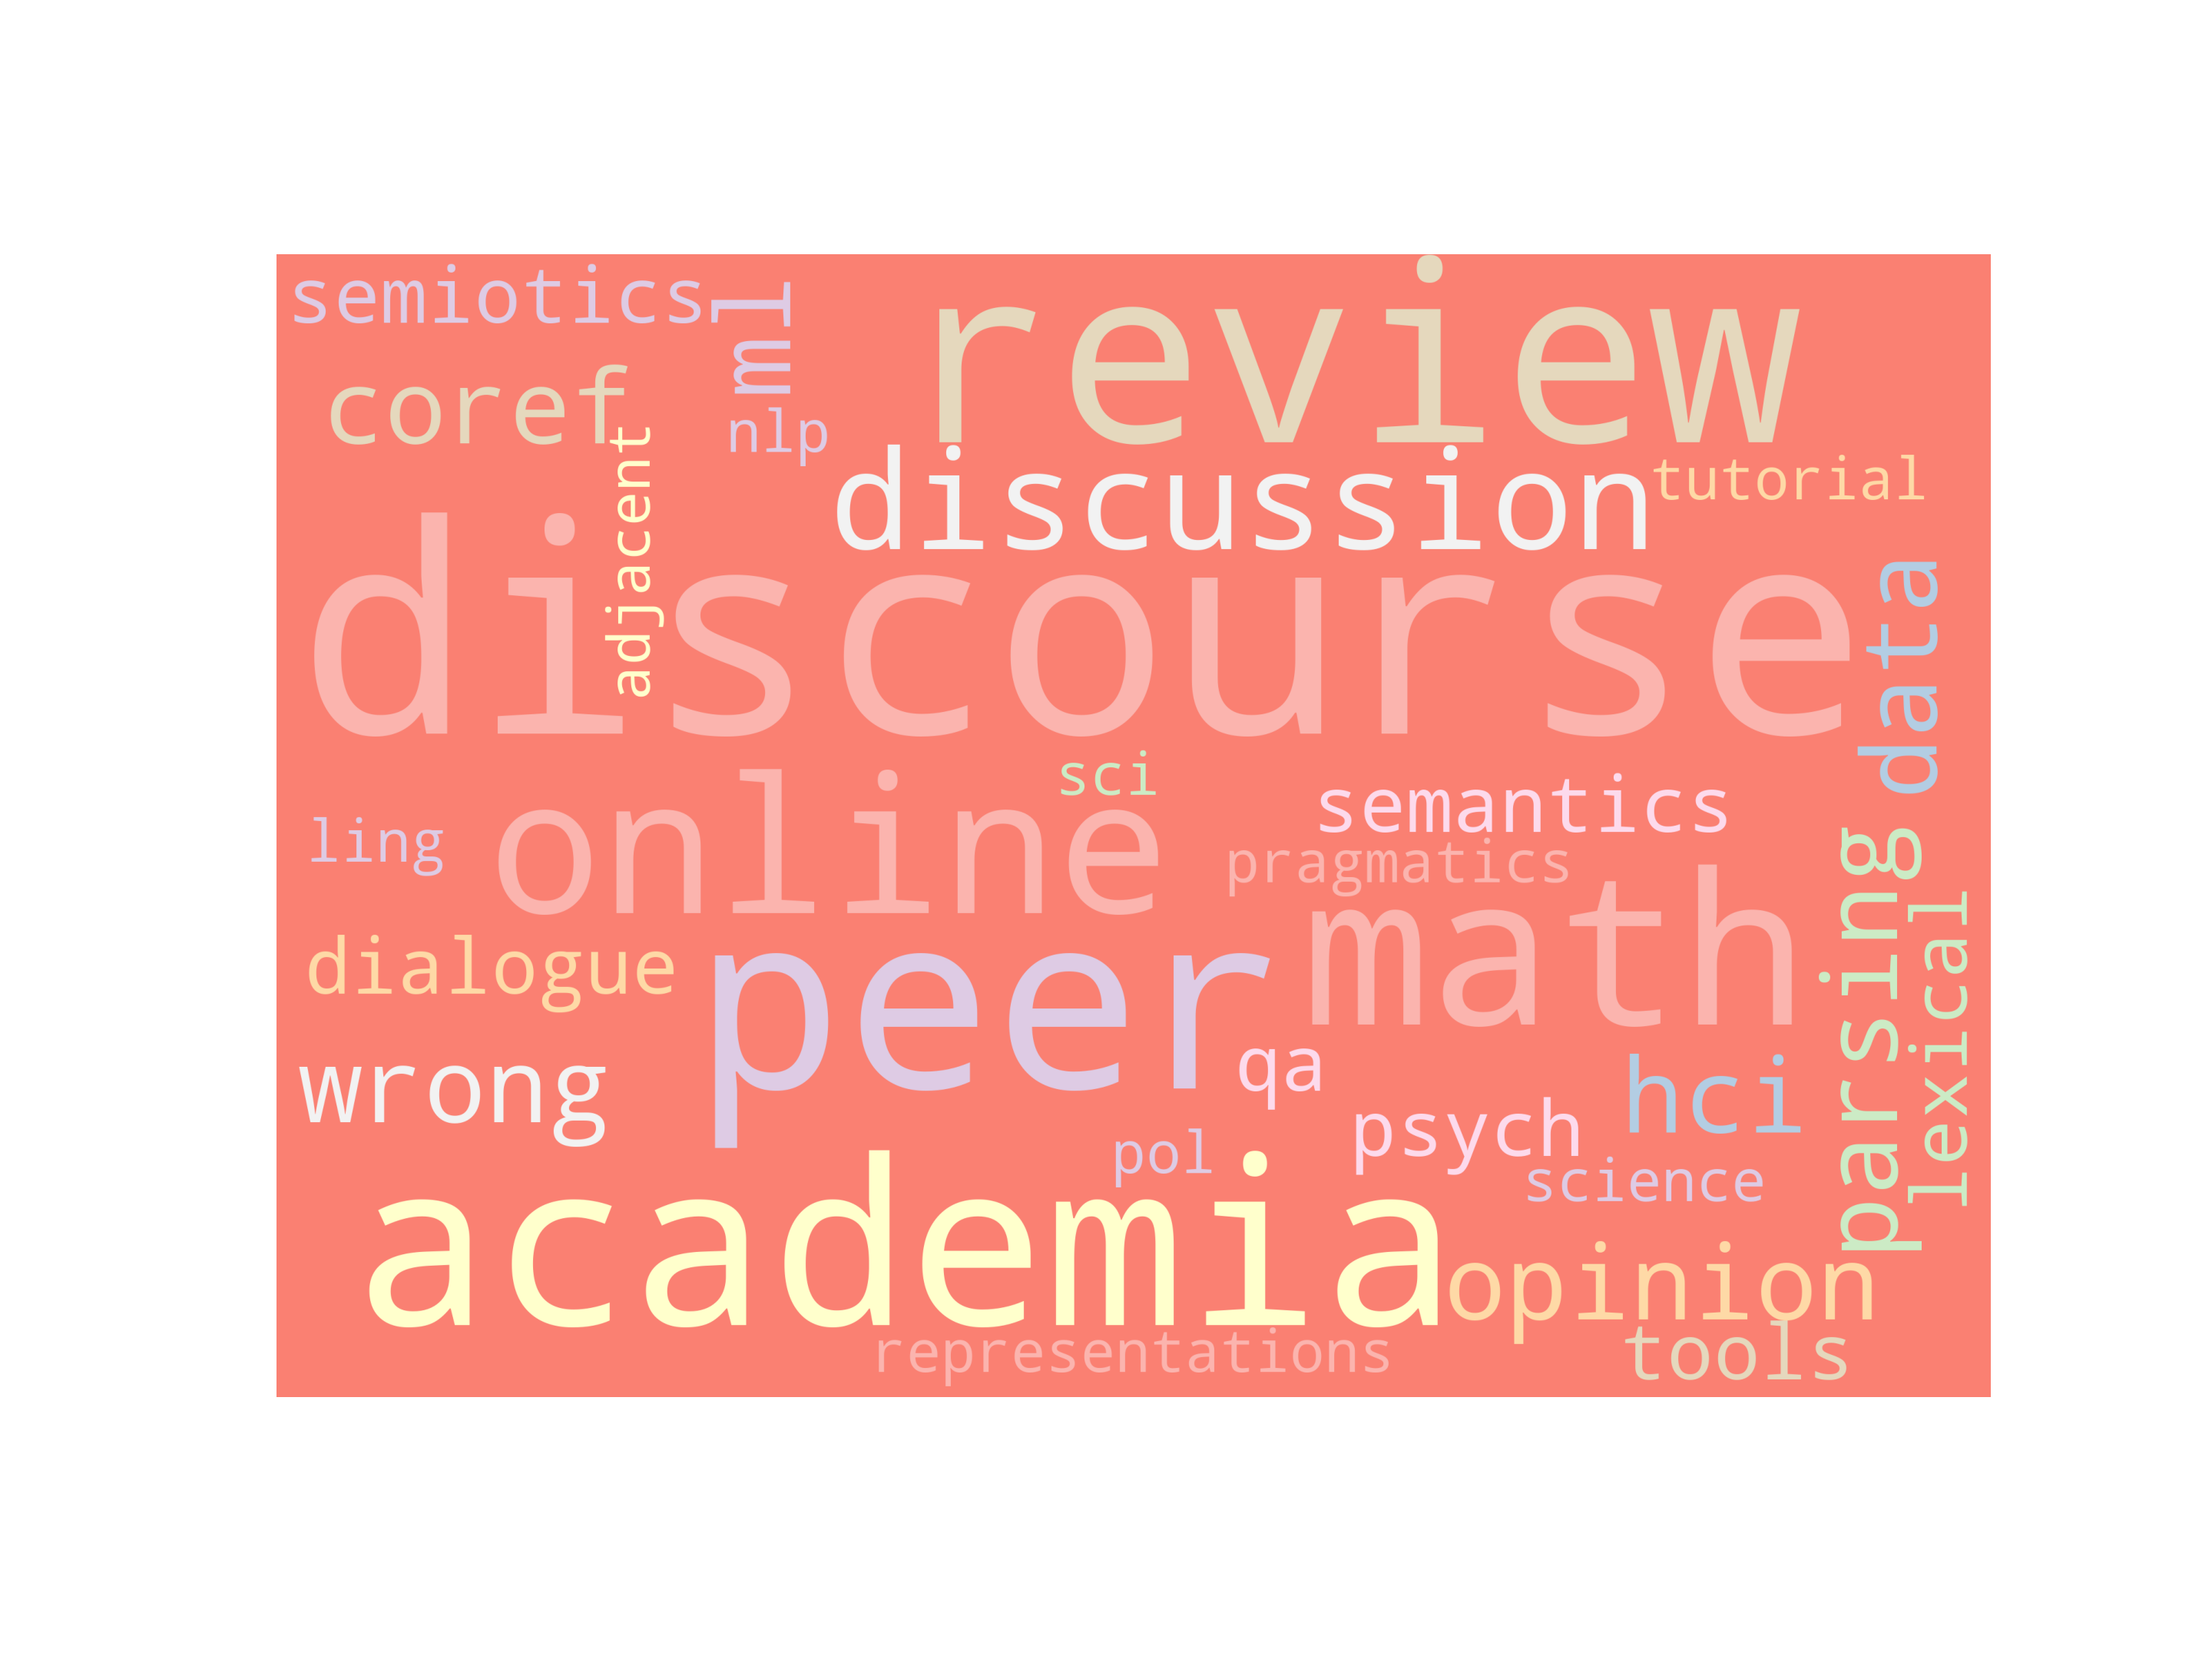 semiotics
ml
review
coref
nlp
discussion
tutorial
adjacent
discourse
data
sci
online
semantics
ling
pragmatics
math
parsing
lexical
dialogue
peer
wrong
qa
hci
psych
pol
science
academia
opinion
representations
tools